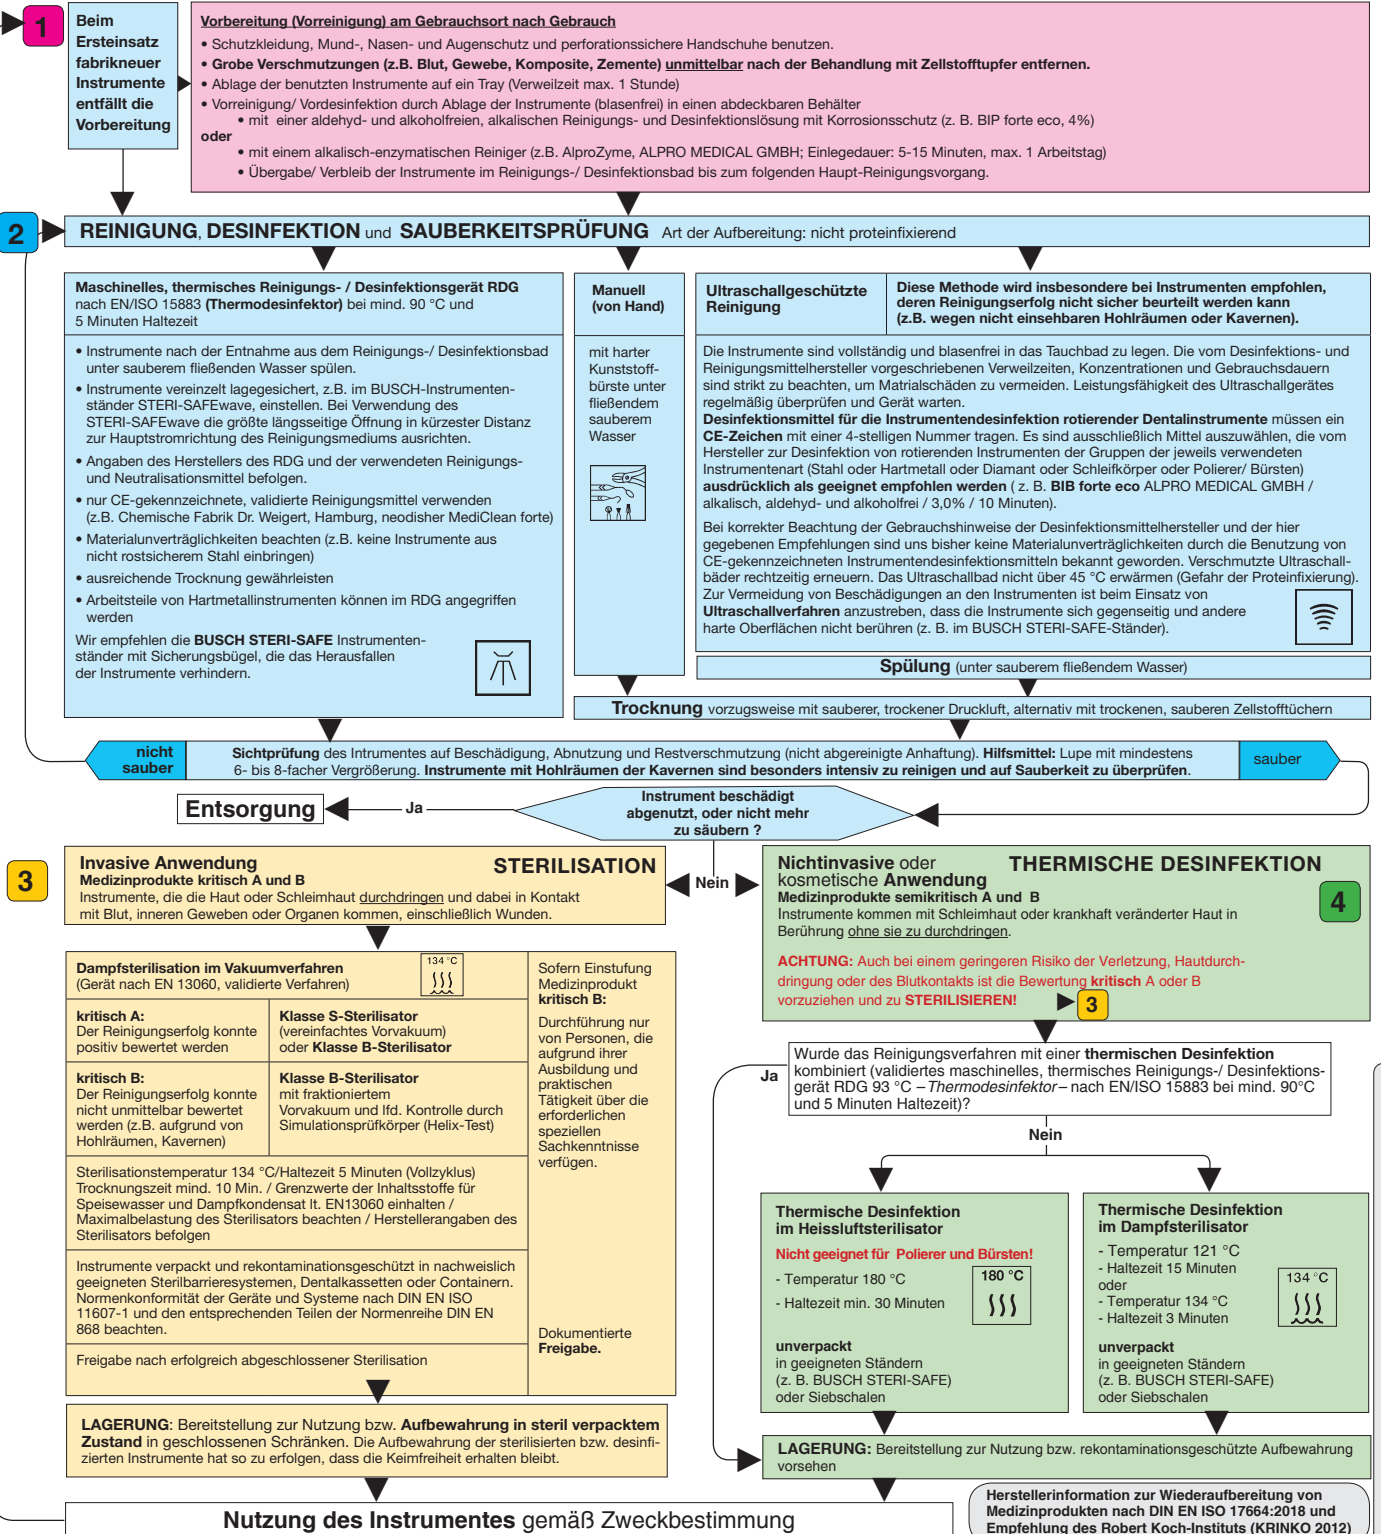 1
Beim
Ersteinsatz
fabrikneuer
Instrumente
entfällt die
Vorbereitung
Vorbereitung (Vorreinigung) am Gebrauchsort nach Gebrauch
• Schutzkleidung, Mund-, Nasen- und Augenschutz und perforationssichere Handschuhe benutzen.
• Grobe Verschmutzungen (z.B. Blut, Gewebe, Komposite, Zemente) unmittelbar nach der Behandlung mit Zellstofftupfer entfernen.
• Ablage der benutzten Instrumente auf ein Tray (Verweilzeit max. 1 Stunde)
• Vorreinigung/ Vordesinfektion durch Ablage der Instrumente (blasenfrei) in einen abdeckbaren Behälter
• mit einer aldehyd- und alkoholfreien, alkalischen Reinigungs- und Desinfektionslösung mit Korrosionsschutz (z. B. BIP forte eco, 4%)
oder
• mit einem alkalisch-enzymatischen Reiniger (z.B. AlproZyme, ALPRO MEDICAL GMBH; Einlegedauer: 5-15 Minuten, max. 1 Arbeitstag)
• Übergabe/ Verbleib der Instrumente im Reinigungs-/ Desinfektionsbad bis zum folgenden Haupt-Reinigungsvorgang.
2
REINIGUNG, DESINFEKTION und SAUBERKEITSPRÜFUNG Art der Aufbereitung: nicht proteinfixierend
Maschinelles, thermisches Reinigungs- / Desinfektionsgerät RDG
nach EN/ISO 15883 (Thermodesinfektor) bei mind. 90 °C und
5 Minuten Haltezeit
• Instrumente nach der Entnahme aus dem Reinigungs-/ Desinfektionsbad
unter sauberem fließenden Wasser spülen.
• Instrumente vereinzelt lagegesichert, z.B. im BUSCH-Instrumenten-
ständer STERI-SAFEwave, einstellen. Bei Verwendung des
STERI-SAFEwave die größte längsseitige Öffnung in kürzester Distanz
zur Hauptstromrichtung des Reinigungsmediums ausrichten.
• Angaben des Herstellers des RDG und der verwendeten Reinigungs-
und Neutralisationsmittel befolgen.
• nur CE-gekennzeichnete, validierte Reinigungsmittel verwenden
(z.B. Chemische Fabrik Dr. Weigert, Hamburg, neodisher MediClean forte)
• Materialunverträglichkeiten beachten (z.B. keine Instrumente aus
nicht rostsicherem Stahl einbringen)
• ausreichende Trocknung gewährleisten
• Arbeitsteile von Hartmetallinstrumenten können im RDG angegriffen
werden
Wir empfehlen die BUSCH STERI-SAFE Instrumenten-
ständer mit Sicherungsbügel, die das Herausfallen
der Instrumente verhindern.
Manuell
(von Hand)
mit harter
Kunststoff-
bürste unter
fließendem
sauberem
Wasser
Ultraschallgeschützte
Reinigung
Diese Methode wird insbesondere bei Instrumenten empfohlen,
deren Reinigungserfolg nicht sicher beurteilt werden kann
(z.B. wegen nicht einsehbaren Hohlräumen oder Kavernen).
Die Instrumente sind vollständig und blasenfrei in das Tauchbad zu legen. Die vom Desinfektions- und
Reinigungsmittelhersteller vorgeschriebenen Verweilzeiten, Konzentrationen und Gebrauchsdauern
sind strikt zu beachten, um Matrialschäden zu vermeiden. Leistungsfähigkeit des Ultraschallgerätes
regelmäßig überprüfen und Gerät warten.
Desinfektionsmittel für die Instrumentendesinfektion rotierender Dentalinstrumente müssen ein
CE-Zeichen mit einer 4-stelligen Nummer tragen. Es sind ausschließlich Mittel auszuwählen, die vom
Hersteller zur Desinfektion von rotierenden Instrumenten der Gruppen der jeweils verwendeten
Instrumentenart (Stahl oder Hartmetall oder Diamant oder Schleifkörper oder Polierer/ Bürsten)
ausdrücklich als geeignet empfohlen werden ( z. B. BIB forte eco ALPRO MEDICAL GMBH /
alkalisch, aldehyd- und alkoholfrei / 3,0% / 10 Minuten).
Bei korrekter Beachtung der Gebrauchshinweise der Desinfektionsmittelhersteller und der hier
gegebenen Empfehlungen sind uns bisher keine Materialunverträglichkeiten durch die Benutzung von
CE-gekennzeichneten Instrumentendesinfektionsmitteln bekannt geworden. Verschmutzte Ultraschall-
bäder rechtzeitig erneuern. Das Ultraschallbad nicht über 45 °C erwärmen (Gefahr der Proteinfixierung).
Zur Vermeidung von Beschädigungen an den Instrumenten ist beim Einsatz von
Ultraschallverfahren anzustreben, dass die Instrumente sich gegenseitig und andere
harte Oberflächen nicht berühren (z. B. im BUSCH STERI-SAFE-Ständer).
Spülung (unter sauberem fließendem Wasser)
Trocknung vorzugsweise mit sauberer, trockener Druckluft, alternativ mit trockenen, sauberen Zellstofftüchern
nicht
sauber
Sichtprüfung des Intrumentes auf Beschädigung, Abnutzung und Restverschmutzung (nicht abgereinigte Anhaftung). Hilfsmittel: Lupe mit mindestens
6- bis 8-facher Vergrößerung. Instrumente mit Hohlräumen der Kavernen sind besonders intensiv zu reinigen und auf Sauberkeit zu überprüfen.
sauber
Entsorgung
Ja
Instrument beschädigt
abgenutzt, oder nicht mehr
zu säubern ?
Nein
3
Invasive Anwendung STERILISATION
Medizinprodukte kritisch A und B
Instrumente, die die Haut oder Schleimhaut durchdringen und dabei in Kontakt
mit Blut, inneren Geweben oder Organen kommen, einschließlich Wunden.
Dampfsterilisation im Vakuumverfahren
(Gerät nach EN 13060, validierte Verfahren)
134 °C
kritisch A:
Der Reinigungserfolg konnte
positiv bewertet werden
Klasse S-Sterilisator
(vereinfachtes Vorvakuum)
oder Klasse B-Sterilisator
kritisch B:
Der Reinigungserfolg konnte
nicht unmittelbar bewertet
werden (z.B. aufgrund von
Hohlräumen, Kavernen)
Klasse B-Sterilisator
mit fraktioniertem
Vorvakuum und lfd. Kontrolle durch
Simulationsprüfkörper (Helix-Test)
Sterilisationstemperatur 134 °C/Haltezeit 5 Minuten (Vollzyklus)
Trocknungszeit mind. 10 Min. / Grenzwerte der Inhaltsstoffe für
Speisewasser und Dampfkondensat lt. EN13060 einhalten /
Maximalbelastung des Sterilisators beachten / Herstellerangaben des
Sterilisators befolgen
Instrumente verpackt und rekontaminationsgeschützt in nachweislich
geeigneten Sterilbarrieresystemen, Dentalkassetten oder Containern.
Normenkonformität der Geräte und Systeme nach DIN EN ISO
11607-1 und den entsprechenden Teilen der Normenreihe DIN EN
868 beachten.
Freigabe nach erfolgreich abgeschlossener Sterilisation
Sofern Einstufung
Medizinprodukt
kritisch B:
Durchführung nur
von Personen, die
aufgrund ihrer
Ausbildung und
praktischen
Tätigkeit über die
erforderlichen
speziellen
Sachkenntnisse
verfügen.
Dokumentierte
Freigabe.
LAGERUNG: Bereitstellung zur Nutzung bzw. Aufbewahrung in steril verpacktem
Zustand in geschlossenen Schränken. Die Aufbewahrung der sterilisierten bzw. desinfi-
zierten Instrumente hat so zu erfolgen, dass die Keimfreiheit erhalten bleibt.
Nichtinvasive oder THERMISCHE DESINFEKTION
kosmetische Anwendung
Medizinprodukte semikritisch A und B
Instrumente kommen mit Schleimhaut oder krankhaft veränderter Haut in
Berührung ohne sie zu durchdringen.
4
ACHTUNG: Auch bei einem geringeren Risiko der Verletzung, Hautdurch-
dringung oder des Blutkontakts ist die Bewertung kritisch A oder B
vorzuziehen und zu STERILISIEREN!
3
Ja
Wurde das Reinigungsverfahren mit einer thermischen Desinfektion
kombiniert (validiertes maschinelles, thermisches Reinigungs-/ Desinfektions-
gerät RDG 93 °C –Thermodesinfektor– nach EN/ISO 15883 bei mind. 90°C
und 5 Minuten Haltezeit)?
Nein
Thermische Desinfektion
im Heissluftsterilisator
Nicht geeignet für Polierer und Bürsten!
- Temperatur 180 °C
- Haltezeit min. 30 Minuten
180 °C
unverpackt
in geeigneten Ständern
(z. B. BUSCH STERI-SAFE)
oder Siebschalen
Thermische Desinfektion
im Dampfsterilisator
- Temperatur 121 °C
- Haltezeit 15 Minuten
oder
- Temperatur 134 °C
- Haltezeit 3 Minuten
134 °C
unverpackt
in geeigneten Ständern
(z. B. BUSCH STERI-SAFE)
oder Siebschalen
LAGERUNG: Bereitstellung zur Nutzung bzw. rekontaminationsgeschützte Aufbewahrung
vorsehen
Nutzung des Instrumentes gemäß Zweckbestimmung
Herstellerinformation zur Wiederaufbereitung von
Medizinprodukten nach DIN EN ISO 17664:2018 und
Empfehlung des Robert Koch-Institute (KRINKO 2012)